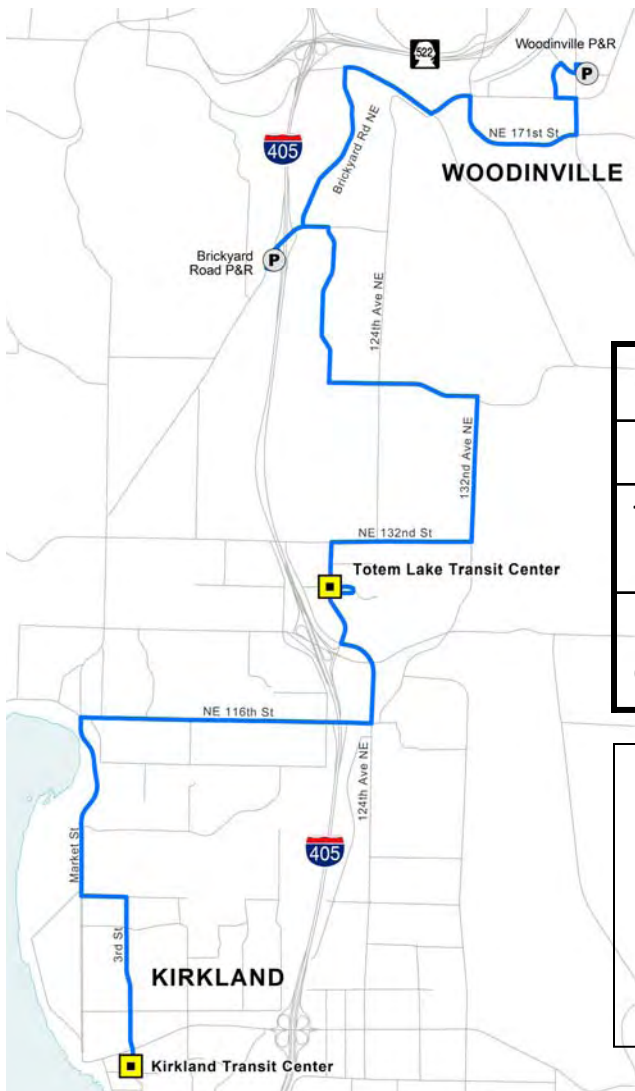 522
Woodinville P&R
P
405
Brickyard Rd NE
NE 171st St
WOODINVILLE
Brickyard
Road P&R
P
124th Ave NE
132nd Ave NE
NE 132nd St
Totem Lake Transit Center
NE 116th St
124th Ave NE
Market St
405
3rd St
KIRKLAND
Kirkland Transit Center